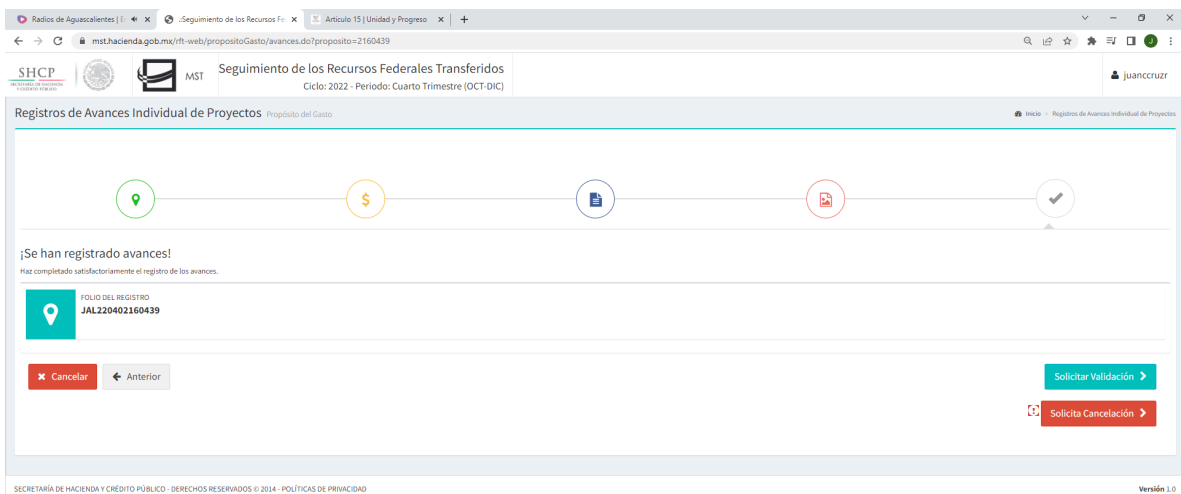 Radios de Aguascalientes | E
.:Seguimiento de los Recursos Fe
Articulo 15 | Unidad y Progreso
mst.hacienda.gob.mx/rft-web/propositoGasto/avances.do?proposito=2160439
J
SHCP
MST
Seguimiento de los Recursos Federales Transferidos
Ciclo: 2022 - Periodo: Cuarto Trimestre (OCT-DIC)
juanccruzr
Registros de Avances Individual de Proyectos Propósito del Gasto
Inicio > Registros de Avances Individual de Proyectos
$
¡Se han registrado avances!
Haz completado satisfactoriamente el registro de los avances.
FOLIO DEL REGISTRO
JAL220402160439
Cancelar
Anterior
Solicitar Validación
Solicita Cancelación
SECRETARÍA DE HACIENDA Y CRÉDITO PÚBLICO - DERECHOS RESERVADOS © 2014 - POLÍTICAS DE PRIVACIDAD
Versión 1.0